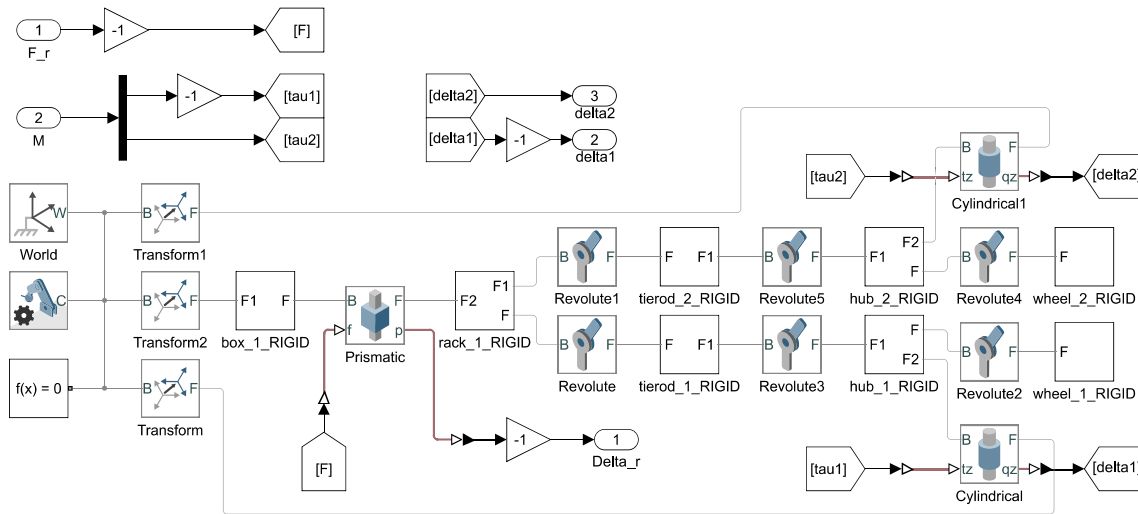 1
-1
[F]
F_r
2
-1
[tau1]
[tau2]
M
[delta2]
3
delta2
[delta1]
-1
2
delta1
W
World
B F
Transform1
C
B F
Transform2
F1 F
box_1_RIGID
f(x) = 0
B F
Transform
B F
f p
Prismatic
[F]
F1
F2
F
rack_1_RIGID
-1
1
Delta_r
B F
Revolute1
F F1
tierod_2_RIGID
B F
Revolute5
F2
F1
F
hub_2_RIGID
B F
Revolute4
F
wheel_2_RIGID
B F
Revolute
F F1
tierod_1_RIGID
B F
Revolute3
F
F1
F2
hub_1_RIGID
B F
Revolute2
F
wheel_1_RIGID
[tau2]
B F
tz qz
Cylindrical1
[delta2]
[tau1]
B F
tz qz
Cylindrical
[delta1]